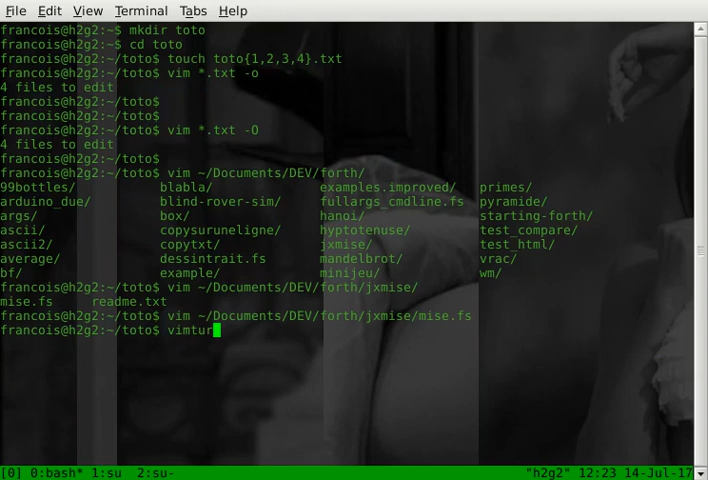 File Edit View Terminal Tabs Help
francois@h2g2:~$ mkdir toto
francois@h2g2:~$ cd toto
francois@h2g2:~/toto$ touch toto{1,2,3,4}.txt
francois@h2g2:~/toto$ vim *.txt -o
4 files to edit
francois@h2g2:~/toto$
francois@h2g2:~/toto$
francois@h2g2:~/toto$ vim *.txt -O
4 files to edit
francois@h2g2:~/toto$
francois@h2g2:~/toto$ vim ~/Documents/DEV/forth/
99bottles/ blabla/ examples.improved/ primes/
arduino_due/ blind-rover-sim/ fullargs_cmdline.fs pyramide/
args/ box/ hanoi/ starting-forth/
ascii/ copysuruneligne/ hyptotenuse/ test_compare/
ascii2/ copytxt/ jxmise/ test_html/
average/ dessintrait.fs mandelbrot/ vrac/
bf/ example/ minijeu/ wm/
francois@h2g2:~/toto$ vim ~/Documents/DEV/forth/jxmise/
mise.fs readme.txt
francois@h2g2:~/toto$ vim ~/Documents/DEV/forth/jxmise/mise.fs
francois@h2g2:~/toto$ vimtur
[0] 0:bash* 1:su 2:su- "h2g2" 12:23 14-Jul-17